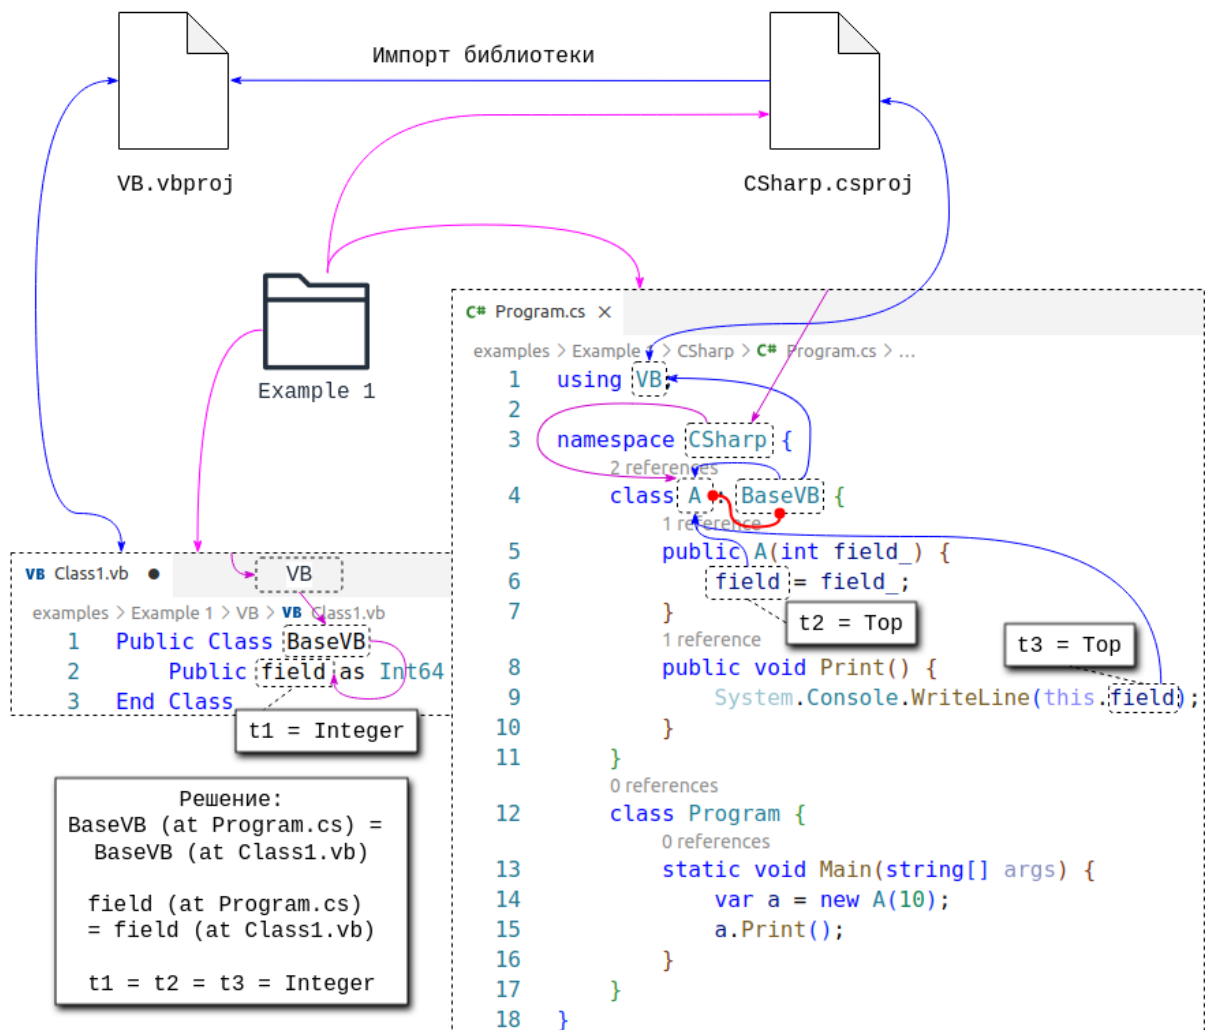 Импорт библиотеки
VB.vbproj
CSharp.csproj
Example 1
C# Program.cs ×
examples > Example 1 > CSharp > C# Program.cs > ...
1 using VB;
2
3 namespace CSharp {
2 references
4 class A : BaseVB {
1 reference
5 public A(int field_) {
6 field = field_;
7 }
t2 = Top
1 reference
8 public void Print() {
t3 = Top
9 System.Console.WriteLine(this.field);
10 }
11 }
0 references
12 class Program {
0 references
13 static void Main(string[] args) {
14 var a = new A(10);
15 a.Print();
16 }
17 }
18 }
VB Class1.vb ●
VB
examples > Example 1 > VB > VB Class1.vb
1 Public Class BaseVB
2 Public field as Int64
3 End Class
t1 = Integer
Решение:
BaseVB (at Program.cs) =
BaseVB (at Class1.vb)
field (at Program.cs)
= field (at Class1.vb)
t1 = t2 = t3 = Integer